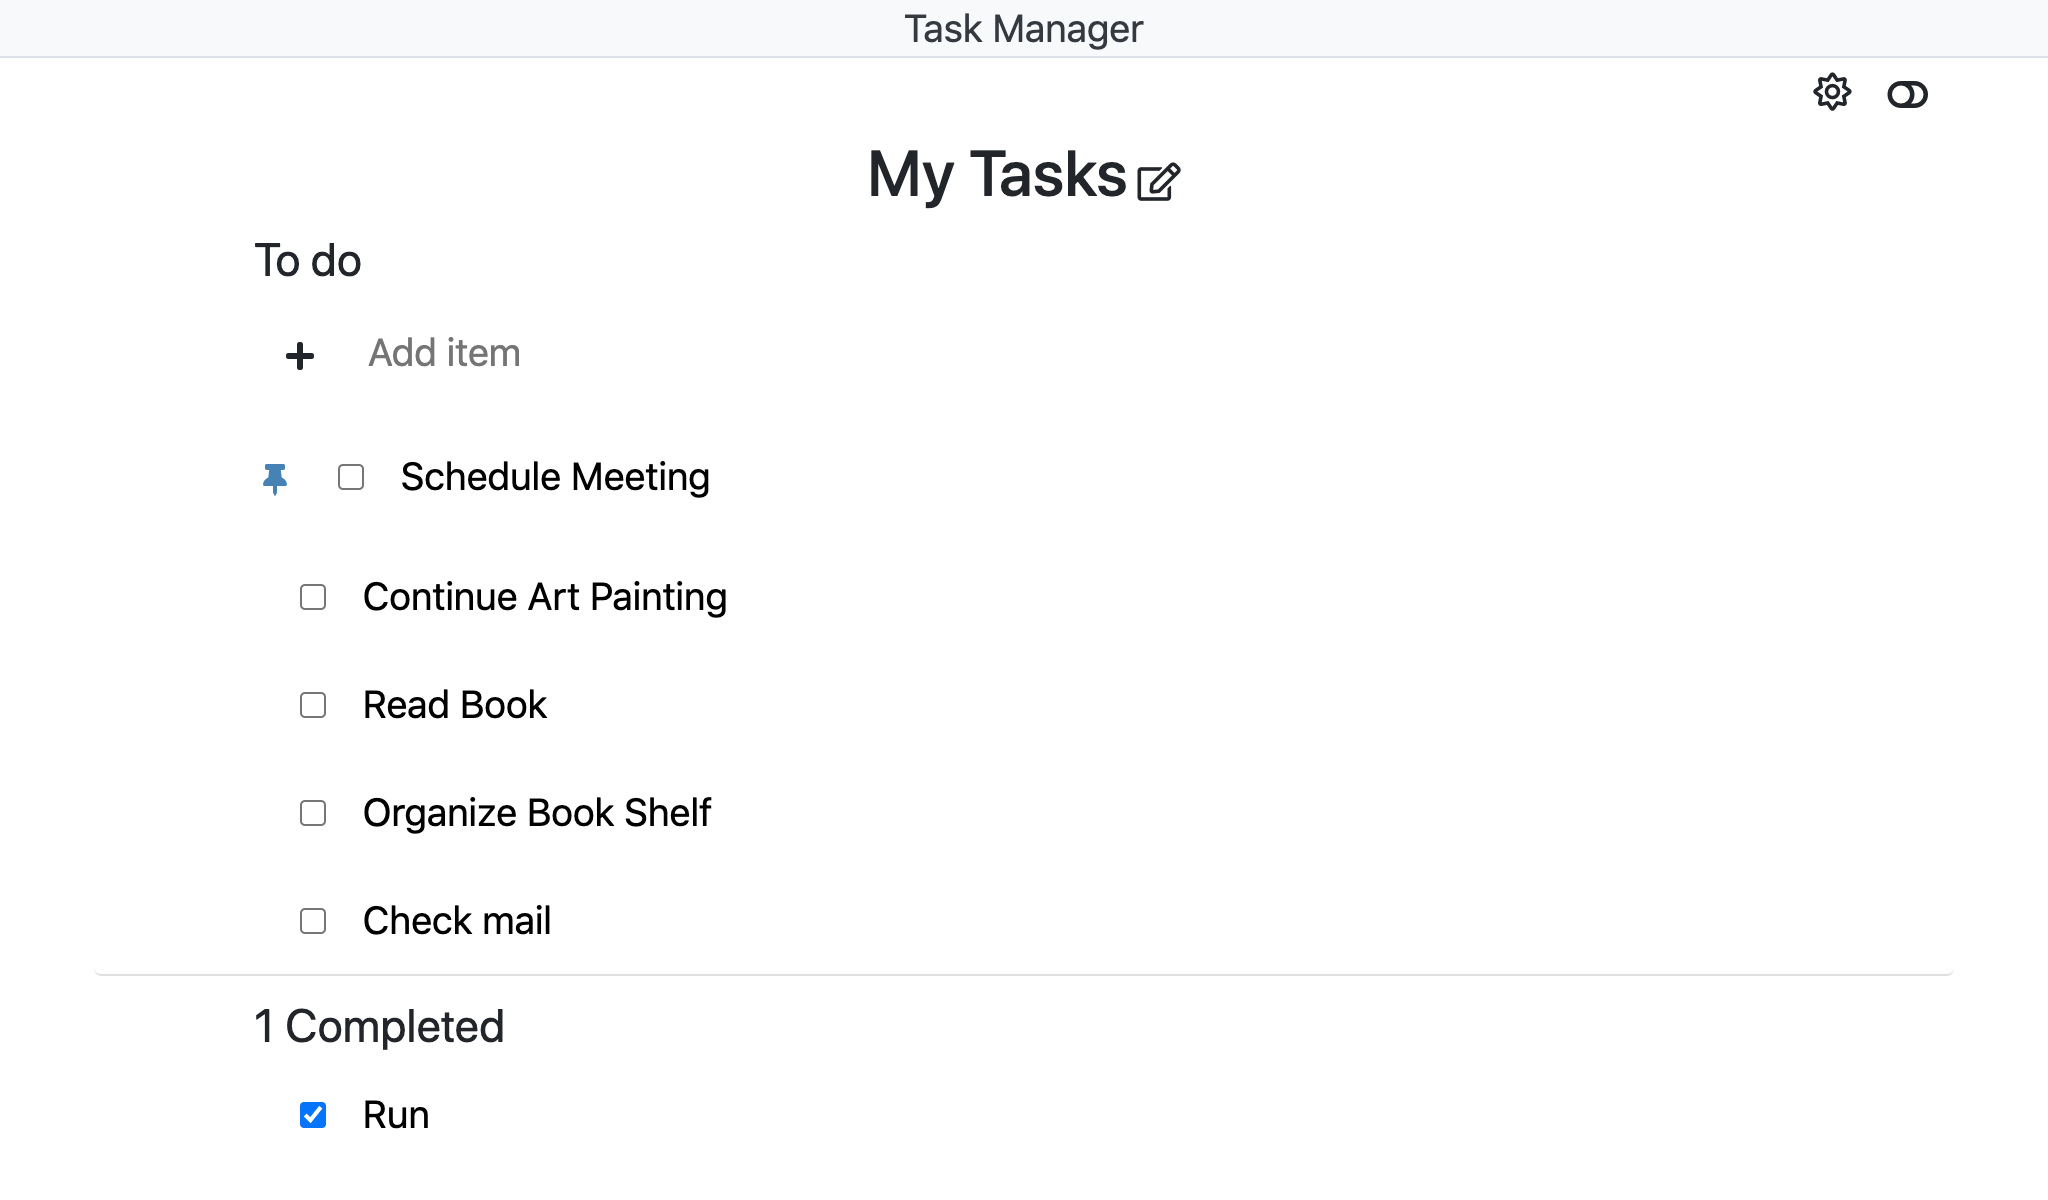 Task Manager
My Tasks
To do
Add item
Schedule Meeting
Continue Art Painting
Read Book
Organize Book Shelf
Check mail
1 Completed
Run